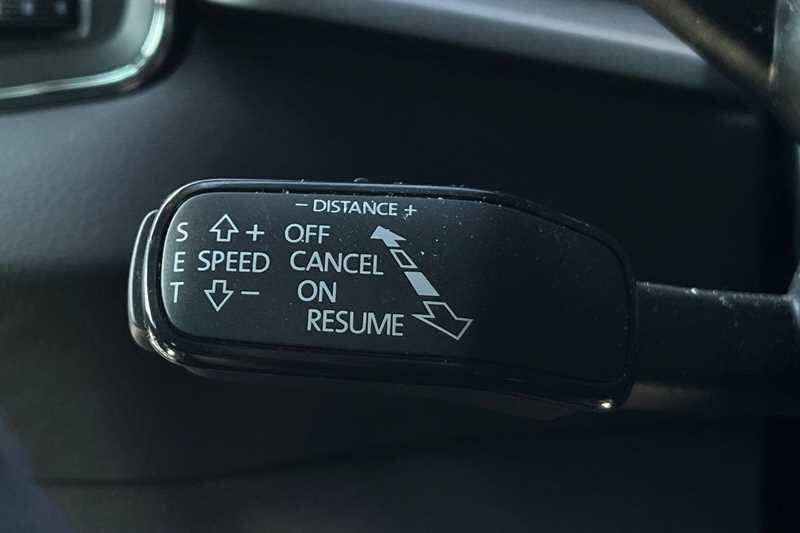 - DISTANCE +
S + OFF
E SPEED CANCEL
T - ON
RESUME